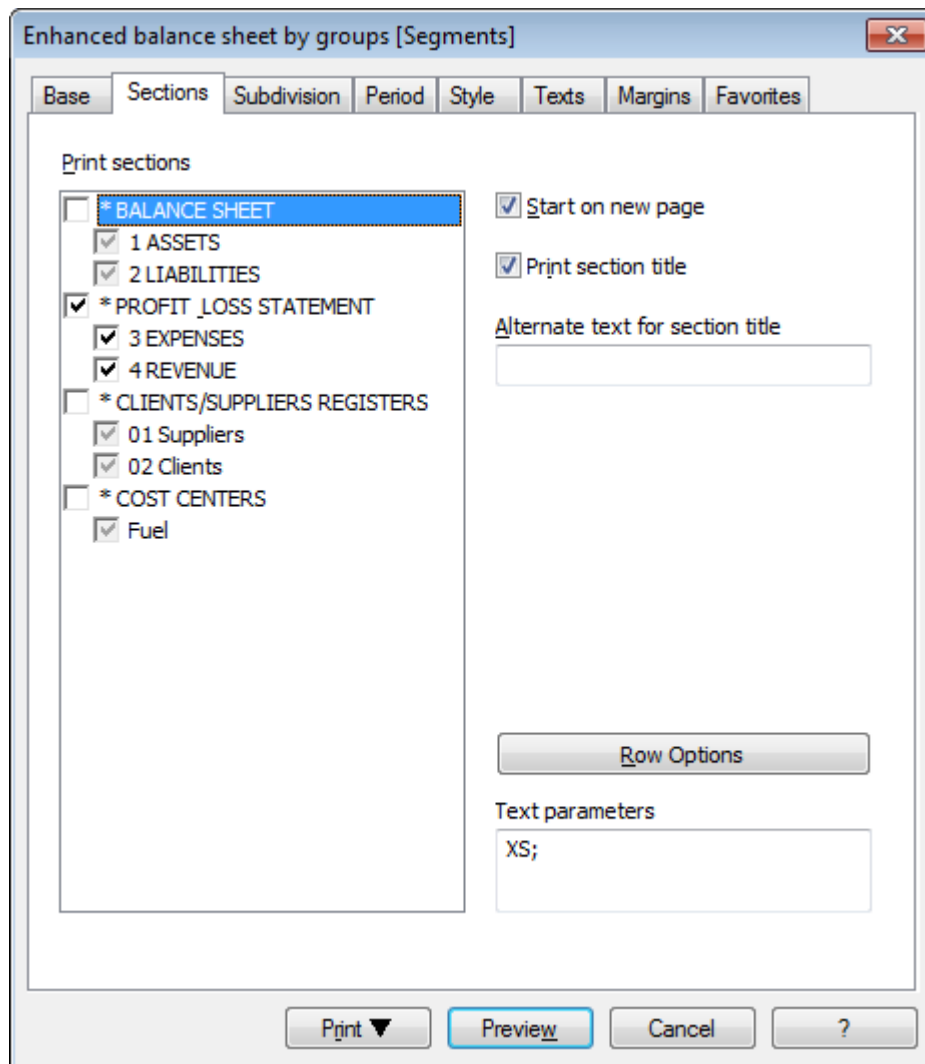 Enhanced balance sheet by groups [Segments]
Base Sections Subdivision Period Style Texts Margins Favorites
Print sections
* BALANCE SHEET
1 ASSETS
2 LIABILITIES
* PROFIT _LOSS STATEMENT
3 EXPENSES
4 REVENUE
* CLIENTS/SUPPLIERS REGISTERS
01 Suppliers
02 Clients
* COST CENTERS
Fuel
Start on new page
Print section title
Alternate text for section title
Row Options
Text parameters
XS;
Print ▼ Preview Cancel ?